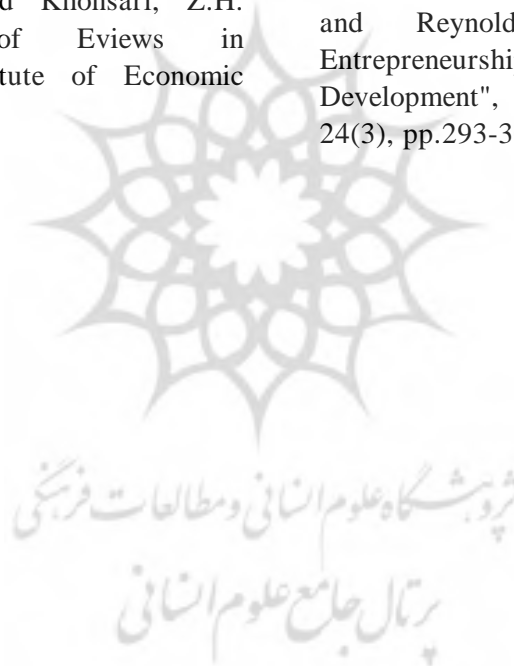 d Khonsari, Z.H.
of Eviews in
tute of Economic
and Reynold
Entrepreneurshi
Development",
24(3), pp.293-3
پژوهشگاه علوم انسانی و مطالعات فرهنگی
پرتال جامع علوم انسانی